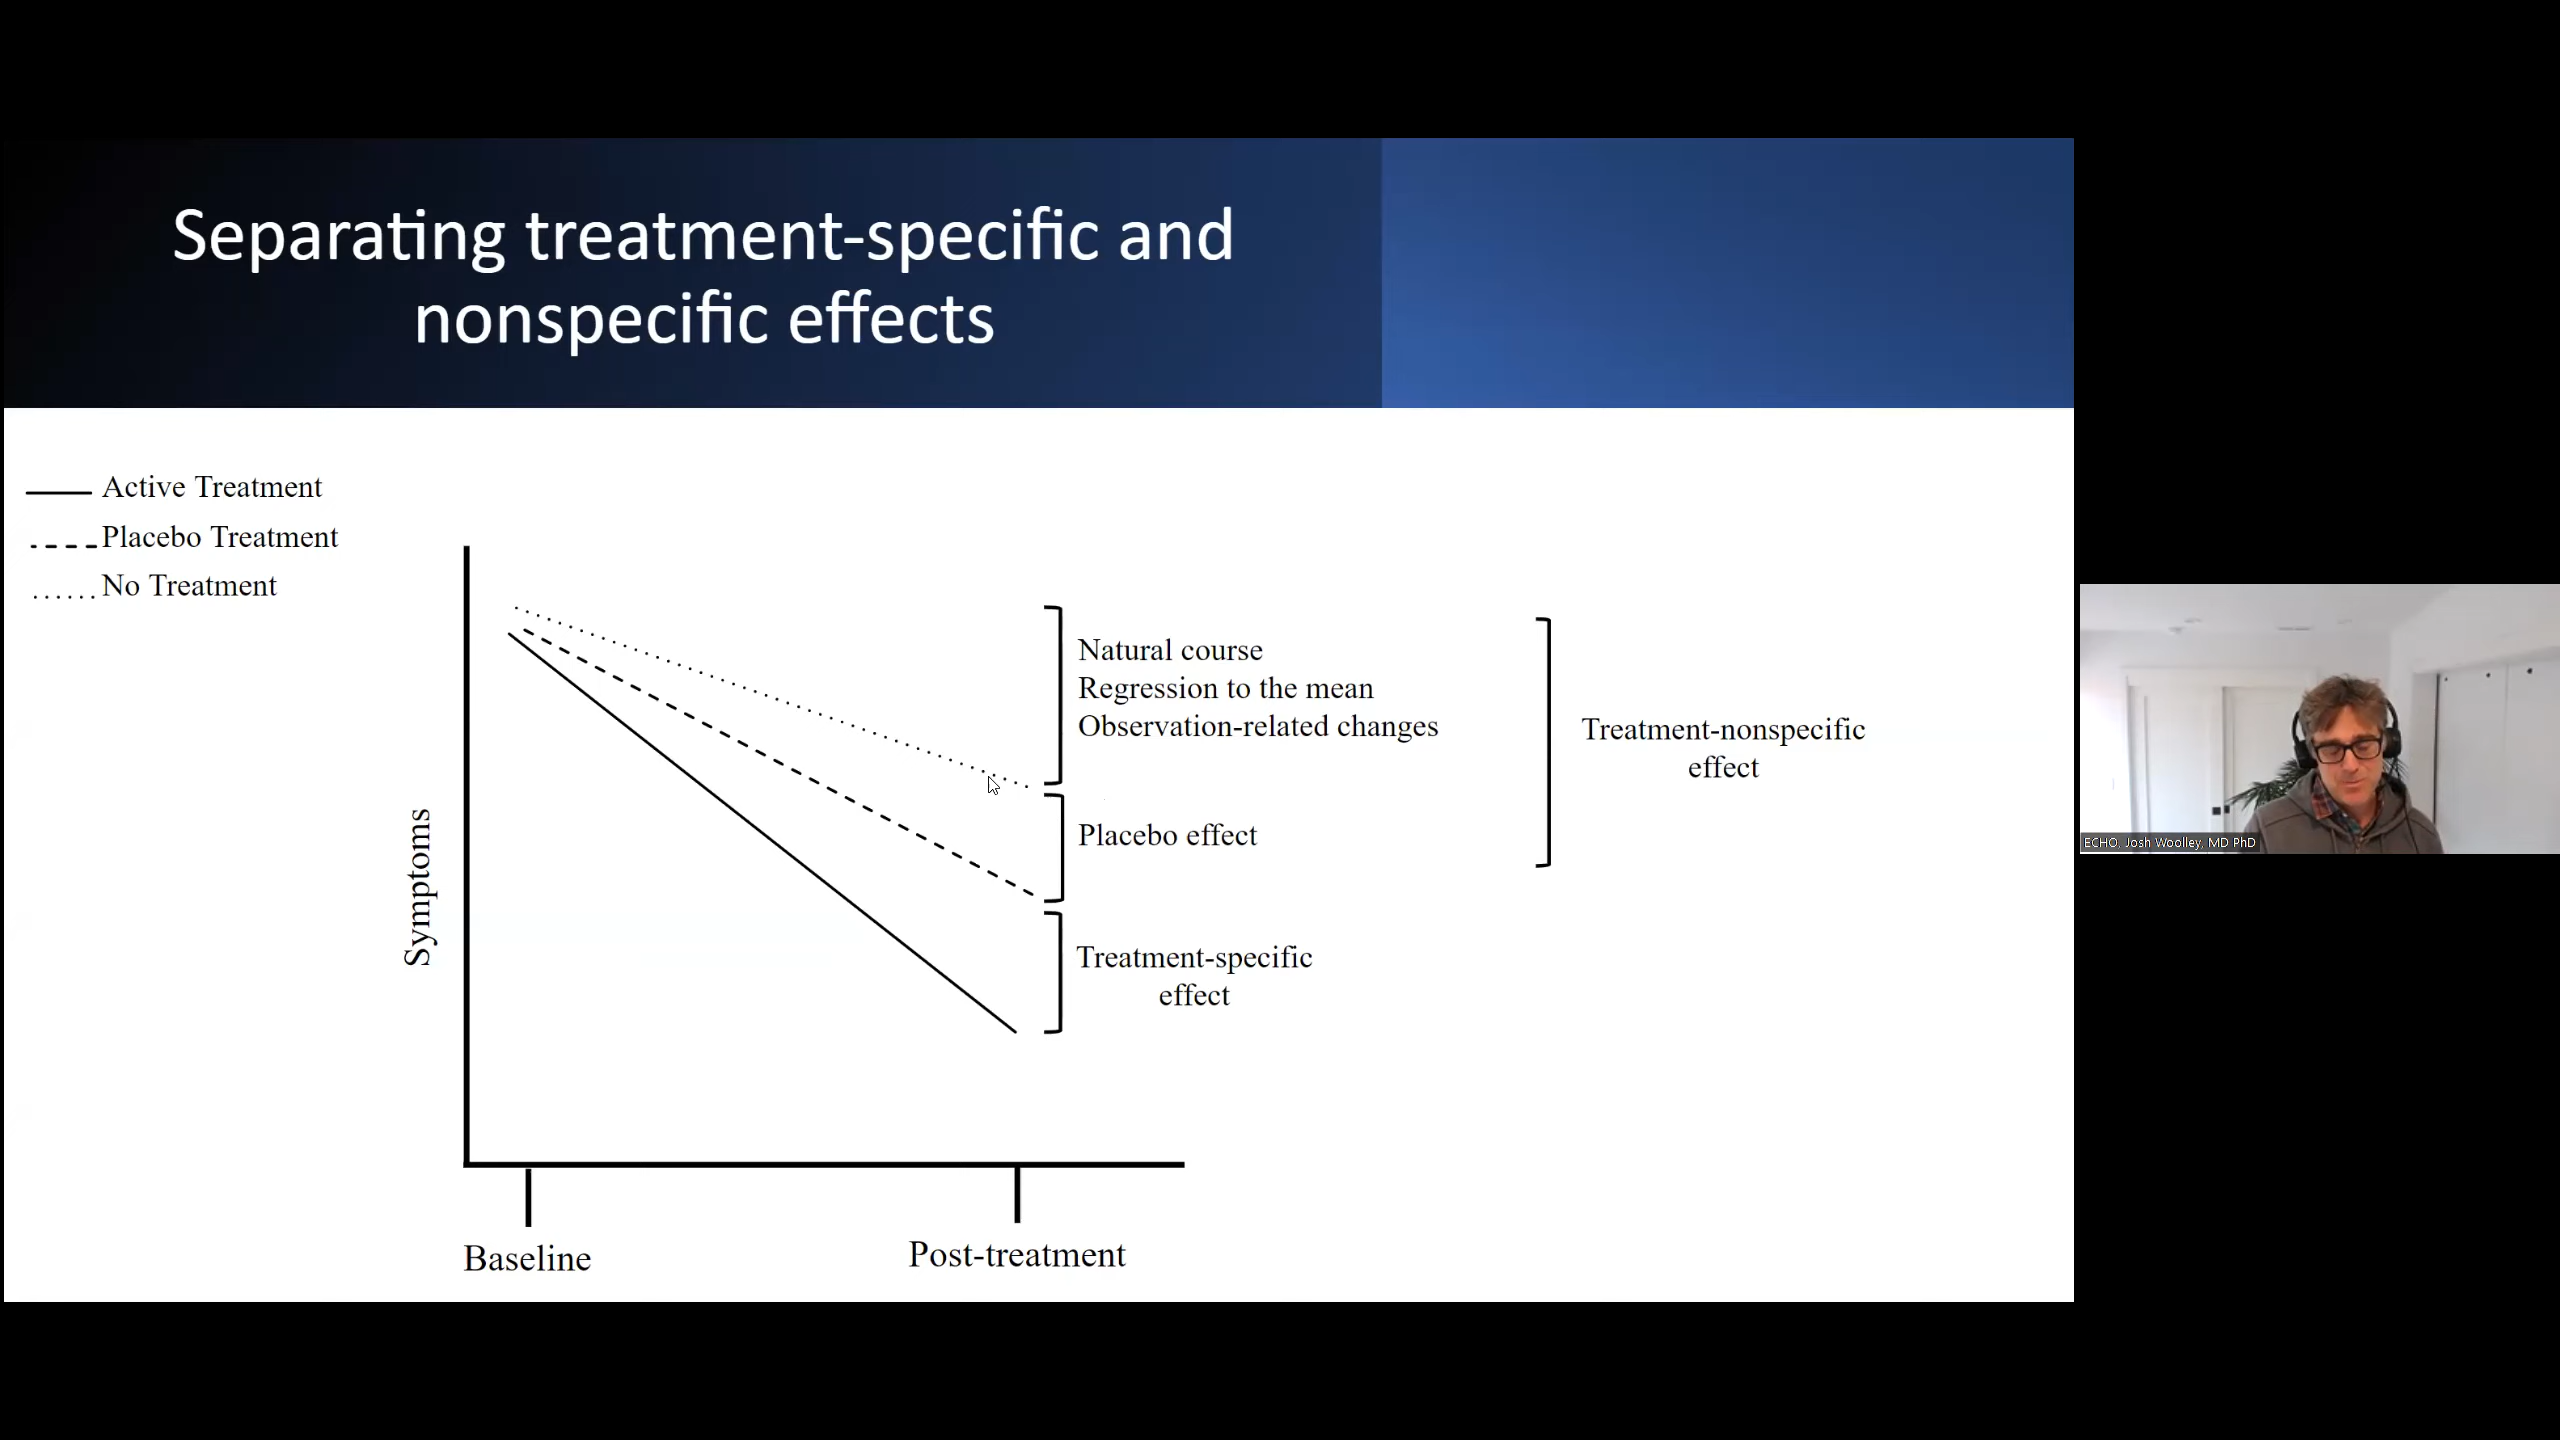 Separating treatment-specific and
nonspecific effects
Active Treatment
Placebo Treatment
No Treatment
Symptoms
Natural course
Regression to the mean
Observation-related changes
Placebo effect
Treatment-specific
effect
Treatment-nonspecific
effect
Baseline
Post-treatment
ECHO, Josh Woolley, MD PhD